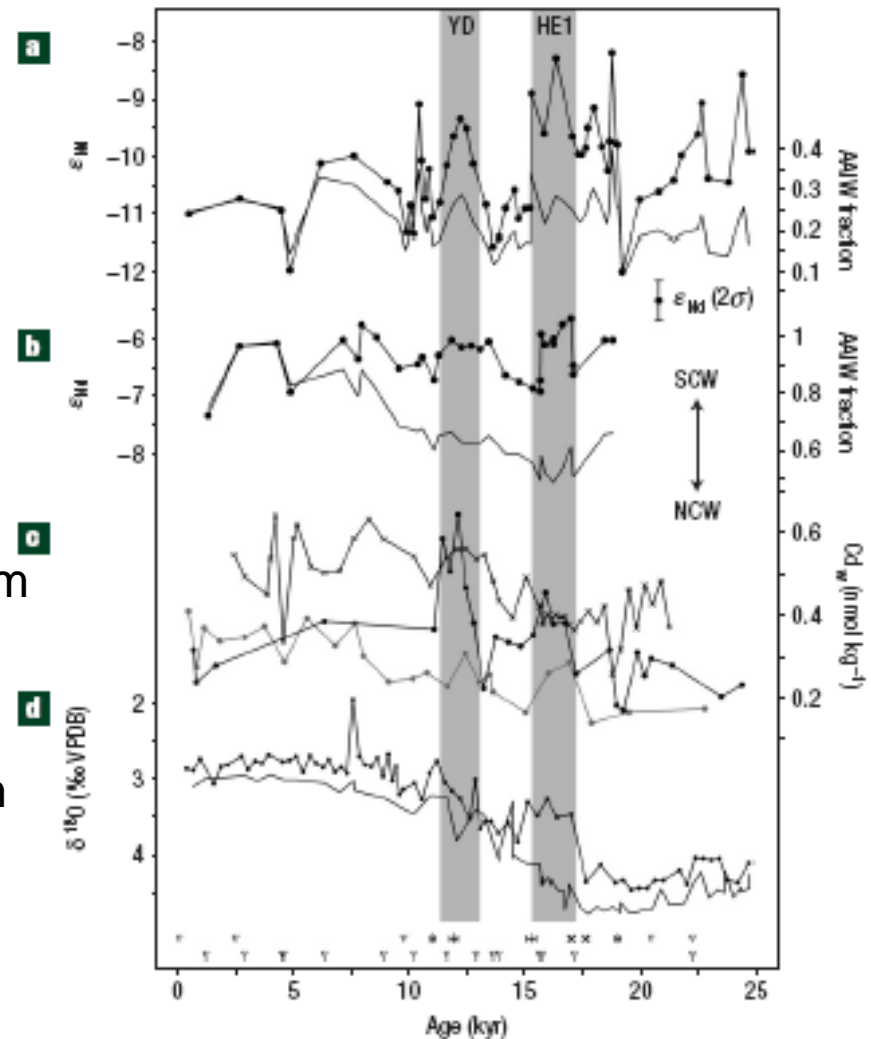 YD HE1
a
−8
−9
−10
−11
−12
εNd
0.4
0.3
0.2
0.1
AAIW fraction
εNd (2σ)
b
−6
−7
−8
εNd
1
0.8
0.6
AAIW fraction
SCW
NCW
c
m
0.6
0.4
0.2
Cdw (nmol kg−1)
d
n
2
3
4
δ18O (‰ VPDB)
0 5 10 15 20 25
Age (kyr)